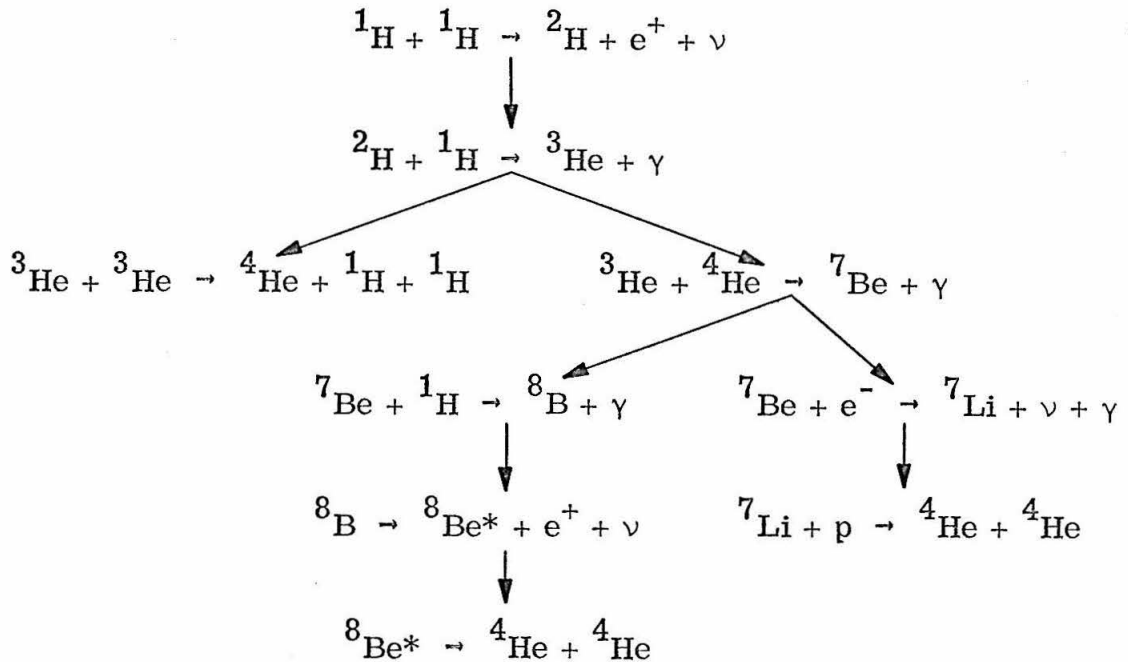 ¹H + ¹H → ²H + e⁺ + ν
²H + ¹H → ³He + γ
³He + ³He → ⁴He + ¹H + ¹H
³He + ⁴He → ⁷Be + γ
⁷Be + ¹H → ⁸B + γ
⁷Be + e⁻ → ⁷Li + ν + γ
⁸B → ⁸Be* + e⁺ + ν
⁷Li + p → ⁴He + ⁴He
⁸Be* → ⁴He + ⁴He